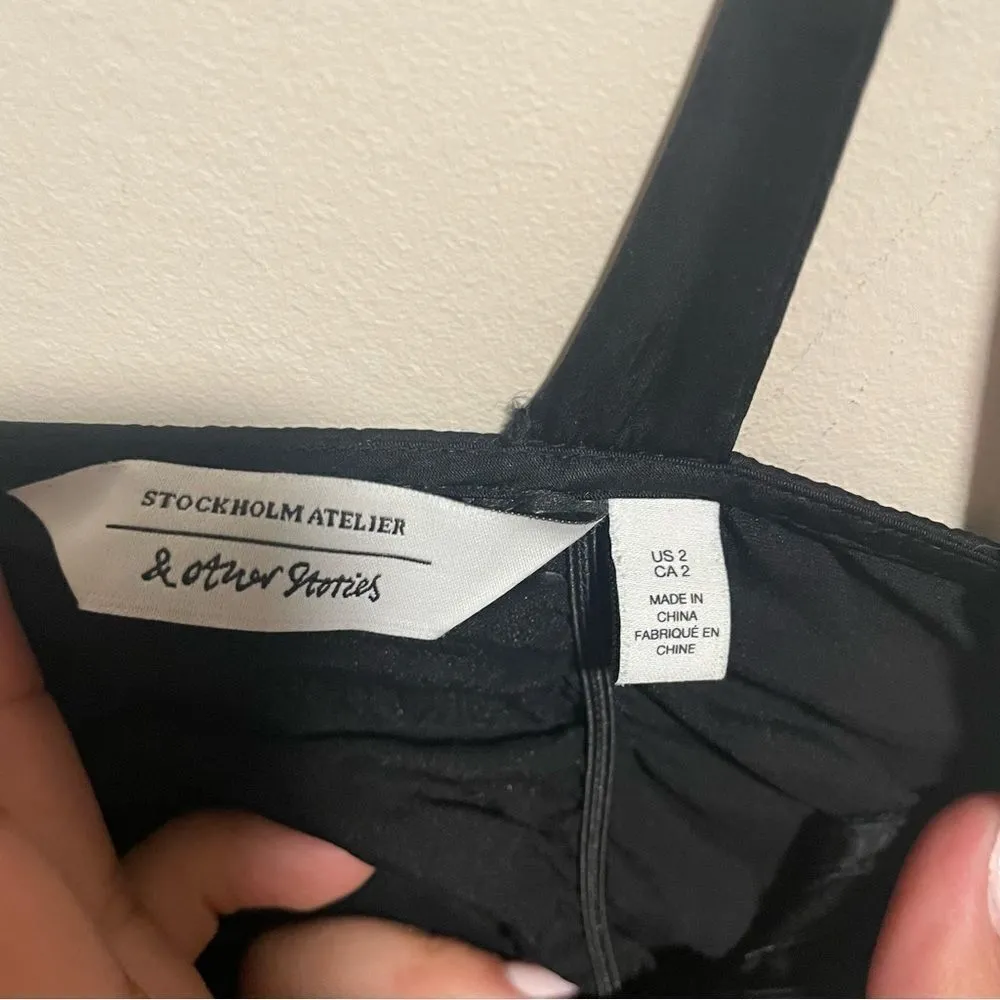 STOCKHOLM ATELIER
& other Stories
US 2
CA 2
MADE IN
CHINA
FABRIQUÉ EN
CHINE